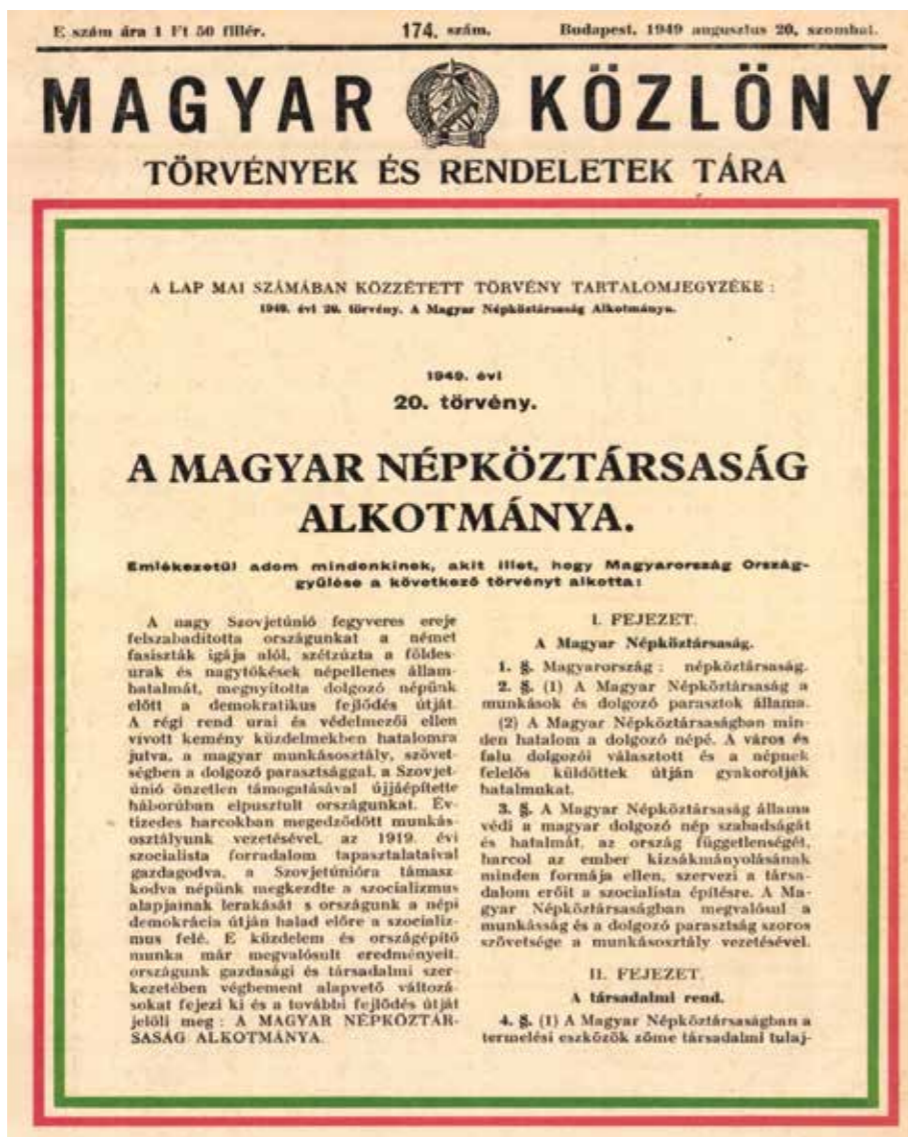 E szám ára 1 Ft 50 fillér.
174. szám.
Budapest, 1949 augusztus 20, szombat.
MAGYAR KÖZLÖNY
TÖRVÉNYEK ÉS RENDELETEK TÁRA
A LAP MAI SZÁMÁBAN KÖZZÉTETT TÖRVÉNY TARTALOMJEGYZÉKE :
1949. évi 20. törvény. A Magyar Népköztársaság Alkotmánya.
1949. évi
20. törvény.
A MAGYAR NÉPKÖZTÁRSASÁG
ALKOTMÁNYA.
Emlékezetül adom mindenkinek, akit illet, hogy Magyarország Ország-
gyűlése a következő törvényt alkotta:
A nagy Szovjetúnió fegyveres ereje
felszabadította országunkat a német
fasiszták igája alól, szétzúzta a földes-
urak és nagytőkések népellenes állam-
hatalmát, megnyitotta dolgozó népünk
előtt a demokratikus fejlődés útját.
A régi rend urai és védelmezői ellen
vívott kemény küzdelmekben hatalomra
jutva, a magyar munkásosztály, szövet-
ségben a dolgozó parasztsággal, a Szovjet-
únió önzetlen támogatásával újjáépítette
háborúban elpusztult országunkat. Év-
tizedes harcokban megedződött munkás-
osztályunk vezetésével, az 1919. évi
szocialista forradalom tapasztalataival
gazdagodva, a Szovjetúnióra támasz
kodva népünk megkezdte a szocializmus
alapjainak lerakását s országunk a népi
demokrácia útján halad előre a szocializ-
mus felé. E küzdelem és országépítő
munka már megvalósult eredményeit,
országunk gazdasági és társadalmi szer-
kezetében végbement alapvető változá-
sokat fejezi ki és a további fejlődés útját
jelöli meg : A MAGYAR NÉPKÖZTÁR-
SASÁG ALKOTMÁNYA.
I. FEJEZET.
A Magyar Népköztársaság.
1. §. Magyarország : népköztársaság.
2. §. (1) A Magyar Népköztársaság a
munkások és dolgozó parasztok állama.
(2) A Magyar Népköztársaságban min
den hatalom a dolgozó népé. A város és
falu dolgozói választott és a népnek
felelős küldöttek útján gyakorolják
hatalmukat.
3. §. A Magyar Népköztársaság állama
védi a magyar dolgozó nép szabadságát
és hatalmát, az ország függetlenségét,
harcol az ember kizsákmányolásának
minden formája ellen, szervezi a társa-
dalom erőit a szocialista építésre. A Ma-
gyar Népköztársaságban megvalósul a
munkásság és a dolgozó parasztság szoros
szövetsége a munkásosztály vezetésével.
II. FEJEZET.
A társadalmi rend.
4. §. (1) A Magyar Népköztársaságban a
termelési eszközök zöme társadalmi tulaj-